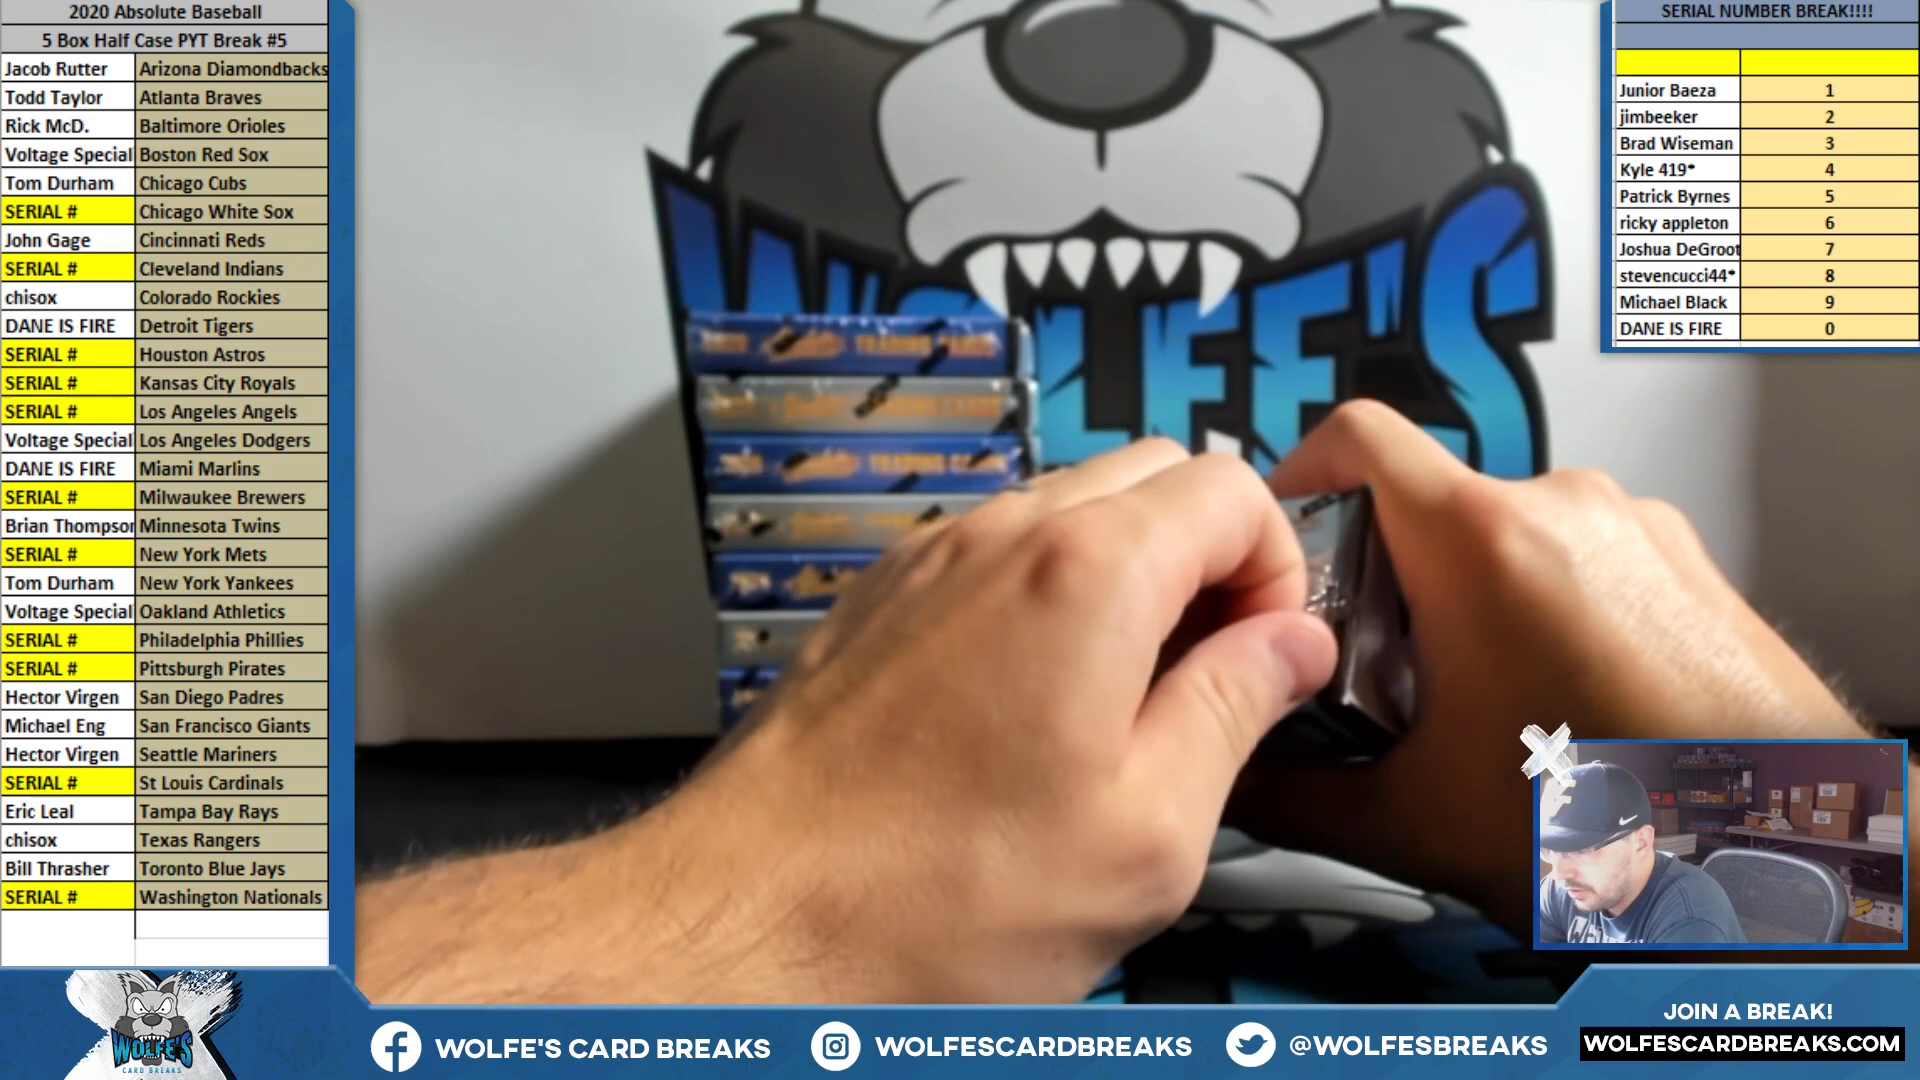 2020 Absolute Baseball
5 Box Half Case PYT Break #5
Jacob Rutter Arizona Diamondbacks
Todd Taylor Atlanta Braves
Rick McD. Baltimore Orioles
Voltage Special Boston Red Sox
Tom Durham Chicago Cubs
SERIAL # Chicago White Sox
John Gage Cincinnati Reds
SERIAL # Cleveland Indians
chisox Colorado Rockies
DANE IS FIRE Detroit Tigers
SERIAL # Houston Astros
SERIAL # Kansas City Royals
SERIAL # Los Angeles Angels
Voltage Special Los Angeles Dodgers
DANE IS FIRE Miami Marlins
SERIAL # Milwaukee Brewers
Brian Thompson Minnesota Twins
SERIAL # New York Mets
Tom Durham New York Yankees
Voltage Special Oakland Athletics
SERIAL # Philadelphia Phillies
SERIAL # Pittsburgh Pirates
Hector Virgen San Diego Padres
Michael Eng San Francisco Giants
Hector Virgen Seattle Mariners
SERIAL # St Louis Cardinals
Eric Leal Tampa Bay Rays
chisox Texas Rangers
Bill Thrasher Toronto Blue Jays
SERIAL # Washington Nationals
WOLFE'S
TRADING CARDS
TRADING CARDS
SERIAL NUMBER BREAK!!!!
Junior Baeza 1
jimbeeker 2
Brad Wiseman 3
Kyle 419* 4
Patrick Byrnes 5
ricky appleton 6
Joshua DeGroot 7
stevencucci44* 8
Michael Black 9
DANE IS FIRE 0
WOLFE'S
CARD BREAKS
WOLFE'S CARD BREAKS
WOLFESCARDBREAKS
@WOLFESBREAKS
JOIN A BREAK!
WOLFESCARDBREAKS.COM